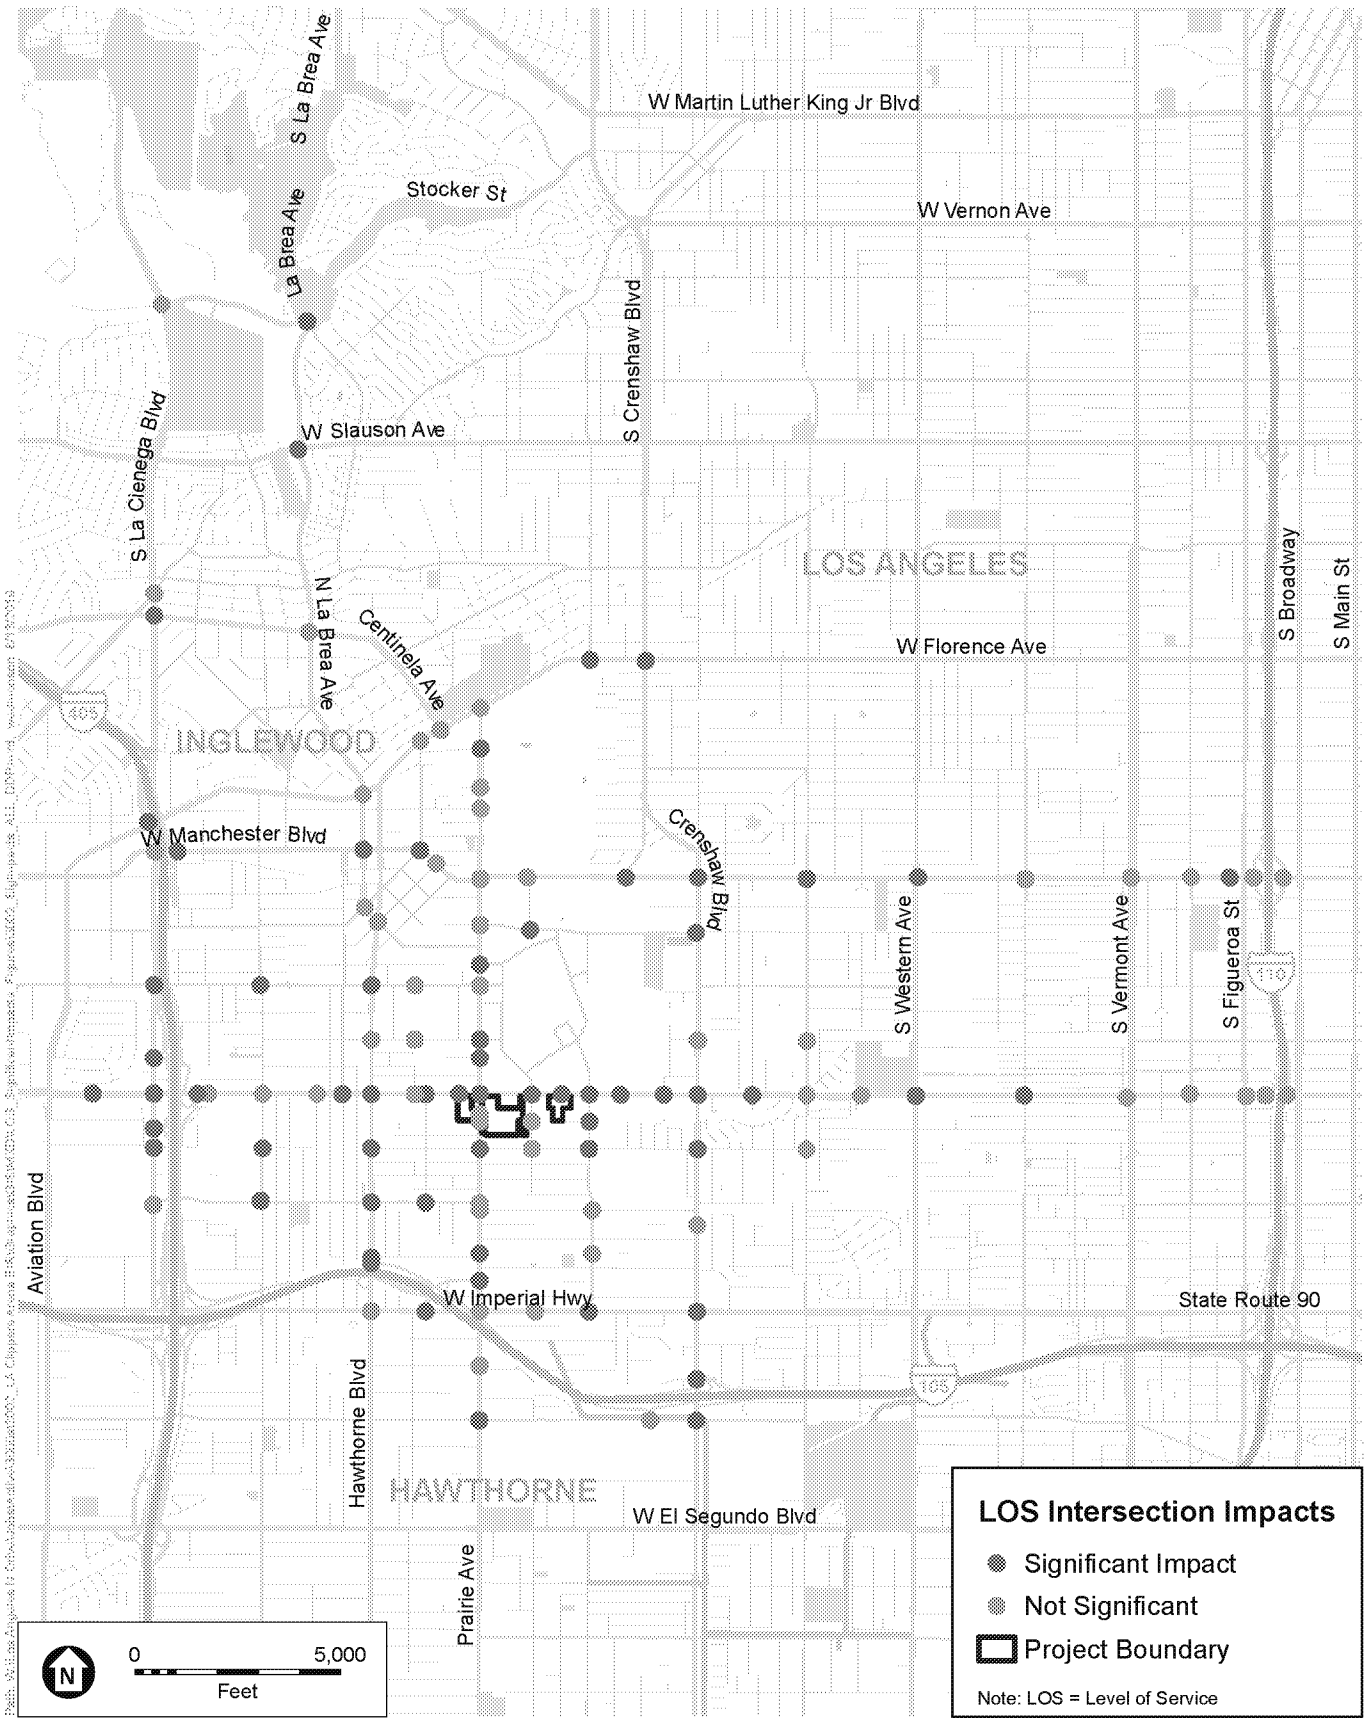 S La Brea Ave
W Martin Luther King Jr Blvd
Stocker St
La Brea Ave
W Vernon Ave
S Crenshaw Blvd
S La Cienega Blvd
W Slauson Ave
LOS ANGELES
S Broadway
S Main St
N La Brea Ave
Centinela Ave
W Florence Ave
405
INGLEWOOD
W Manchester Blvd
Crenshaw Blvd
S Western Ave
S Vermont Ave
S Figueroa St
110
Aviation Blvd
W Imperial Hwy
State Route 90
105
Hawthorne Blvd
HAWTHORNE
W El Segundo Blvd
Prairie Ave
LOS Intersection Impacts
Significant Impact
Not Significant
Project Boundary
Note: LOS = Level of Service
N
0 5,000
Feet